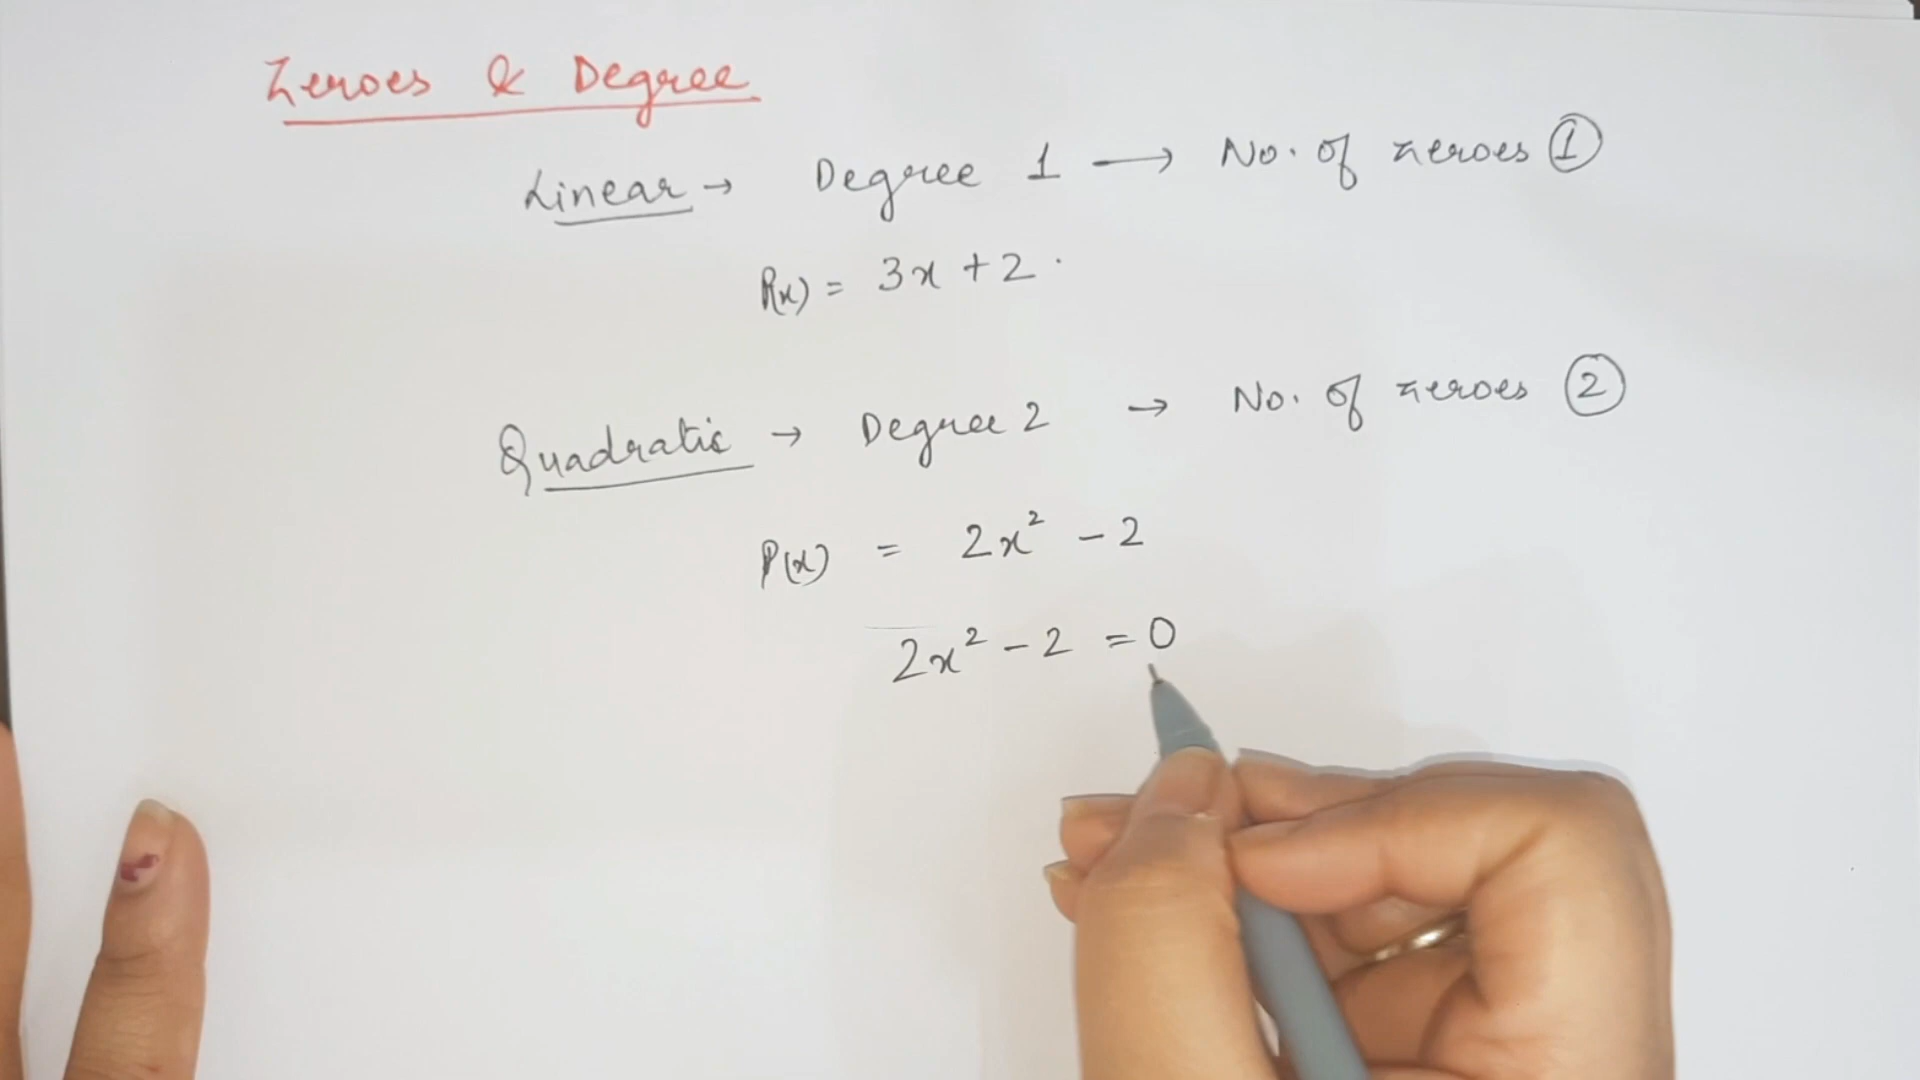 Zeroes & Degree
Linear → Degree 1 → No. of zeroes ①
P(x) = 3x + 2.
Quadratic → Degree 2 → No. of zeroes ②
P(x) = 2x² - 2
2x² - 2 = 0